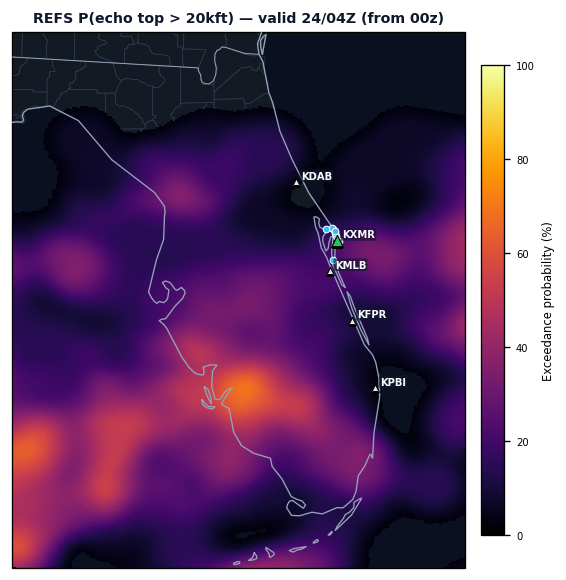 REFS P(echo top > 20kft) — valid 24/04Z (from 00z)
KDAB
KXMR
KMLB
KFPR
KPBI
100
80
60
40
20
0
Exceedance probability (%)